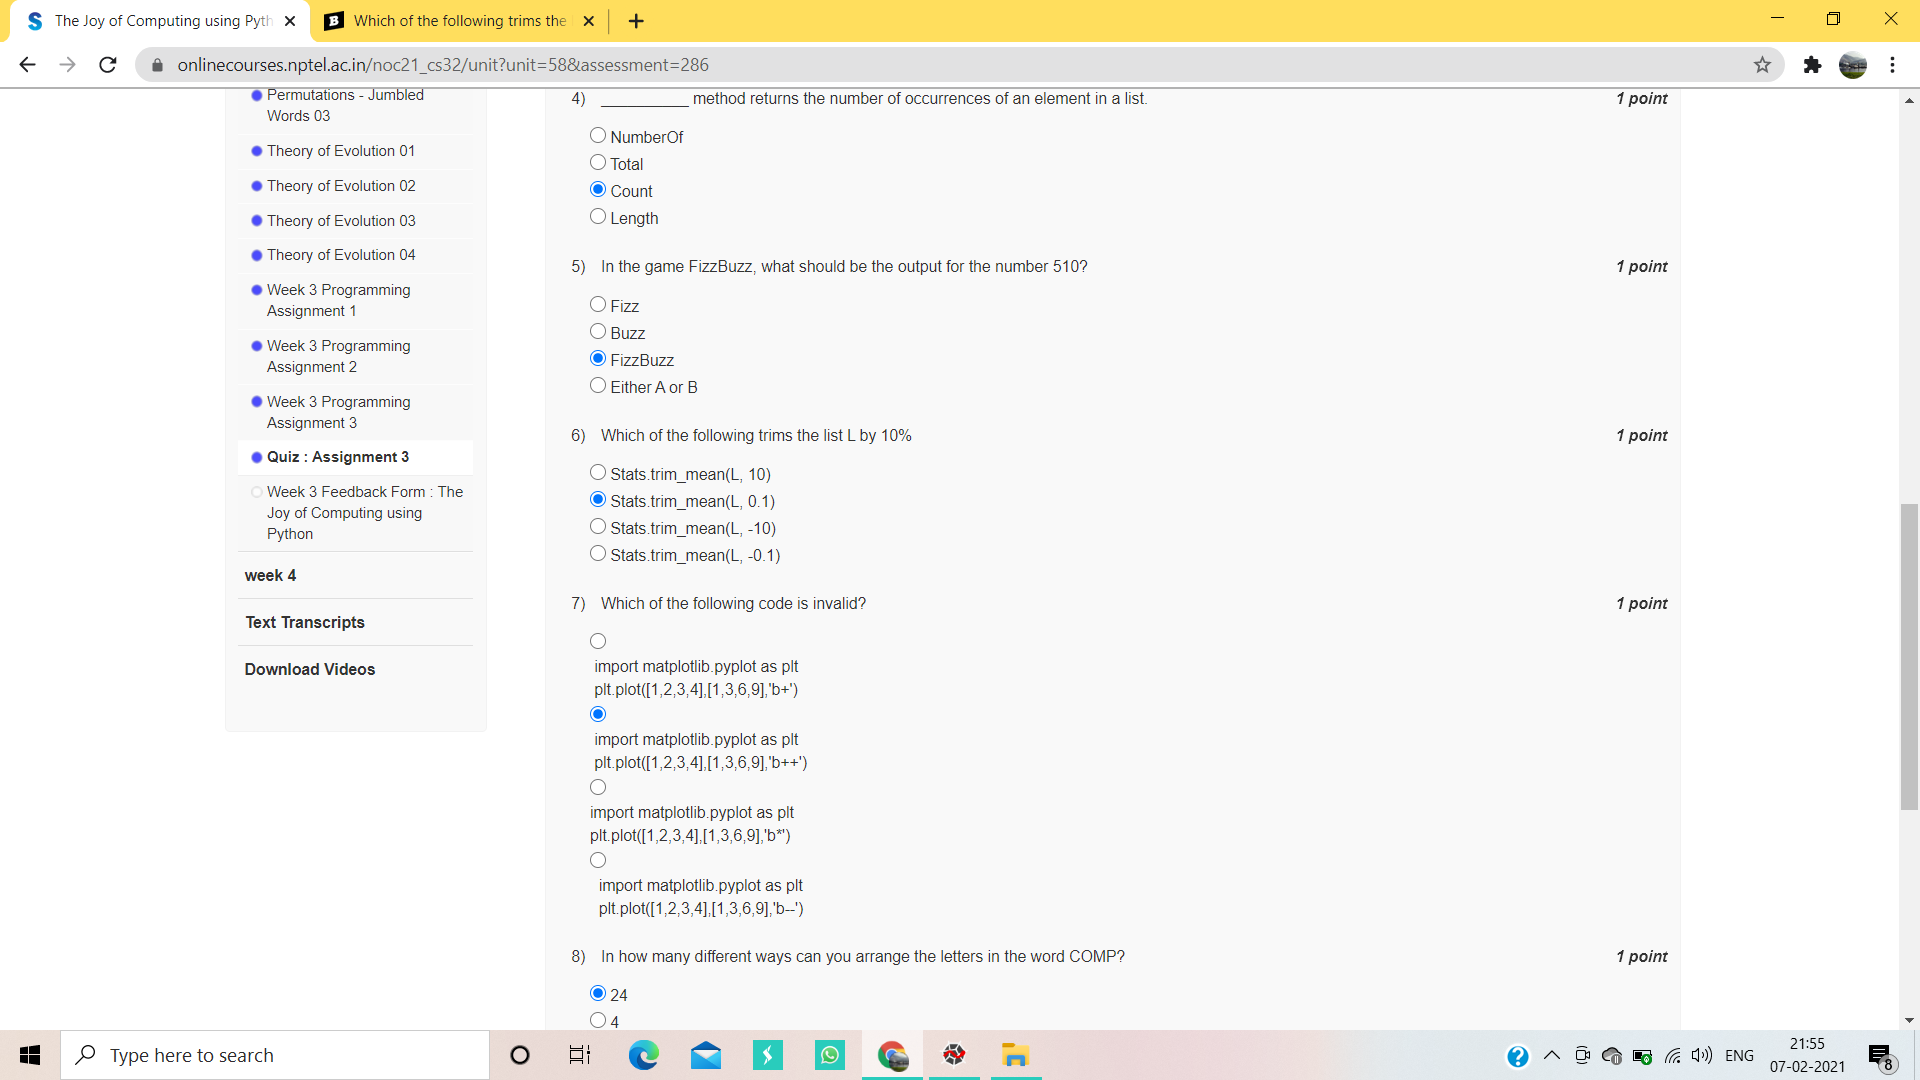 The Joy of Computing using Pyth
Which of the following trims the
onlinecourses.nptel.ac.in/noc21_cs32/unit?unit=58&assessment=286
Permutations - Jumbled
Words 03
Theory of Evolution 01
Theory of Evolution 02
Theory of Evolution 03
Theory of Evolution 04
Week 3 Programming
Assignment 1
Week 3 Programming
Assignment 2
Week 3 Programming
Assignment 3
Quiz : Assignment 3
Week 3 Feedback Form : The
Joy of Computing using
Python
week 4
Text Transcripts
Download Videos
4) __________ method returns the number of occurrences of an element in a list. 1 point
NumberOf
Total
Count
Length
5) In the game FizzBuzz, what should be the output for the number 510? 1 point
Fizz
Buzz
FizzBuzz
Either A or B
6) Which of the following trims the list L by 10% 1 point
Stats.trim_mean(L, 10)
Stats.trim_mean(L, 0.1)
Stats.trim_mean(L, -10)
Stats.trim_mean(L, -0.1)
7) Which of the following code is invalid? 1 point
import matplotlib.pyplot as plt
plt.plot([1,2,3,4],[1,3,6,9],'b+')
import matplotlib.pyplot as plt
plt.plot([1,2,3,4],[1,3,6,9],'b++')
import matplotlib.pyplot as plt
plt.plot([1,2,3,4],[1,3,6,9],'b*')
import matplotlib.pyplot as plt
plt.plot([1,2,3,4],[1,3,6,9],'b--')
8) In how many different ways can you arrange the letters in the word COMP? 1 point
24
4
Type here to search
ENG
21:55
07-02-2021
8